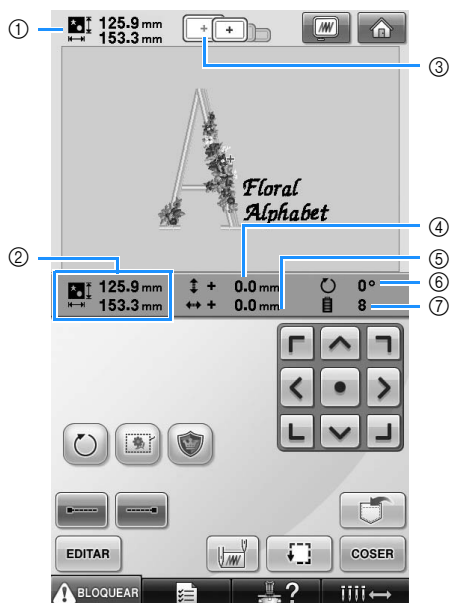 ① 125.9 mm
153.3 mm
③
Floral
Alphabet
④
⑤
② 125.9 mm + 0.0 mm 0° ⑥
153.3 mm + 0.0 mm 8 ⑦
EDITAR COSER
BLOQUEAR ?